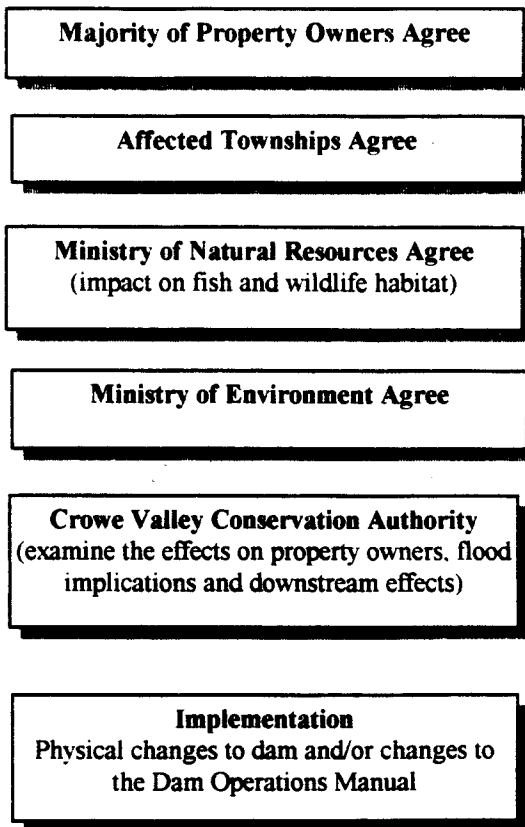 Majority of Property Owners Agree
Affected Townships Agree
Ministry of Natural Resources Agree
(impact on fish and wildlife habitat)
Ministry of Environment Agree
Crowe Valley Conservation Authority
(examine the effects on property owners, flood
implications and downstream effects)
Implementation
Physical changes to dam and/or changes to
the Dam Operations Manual